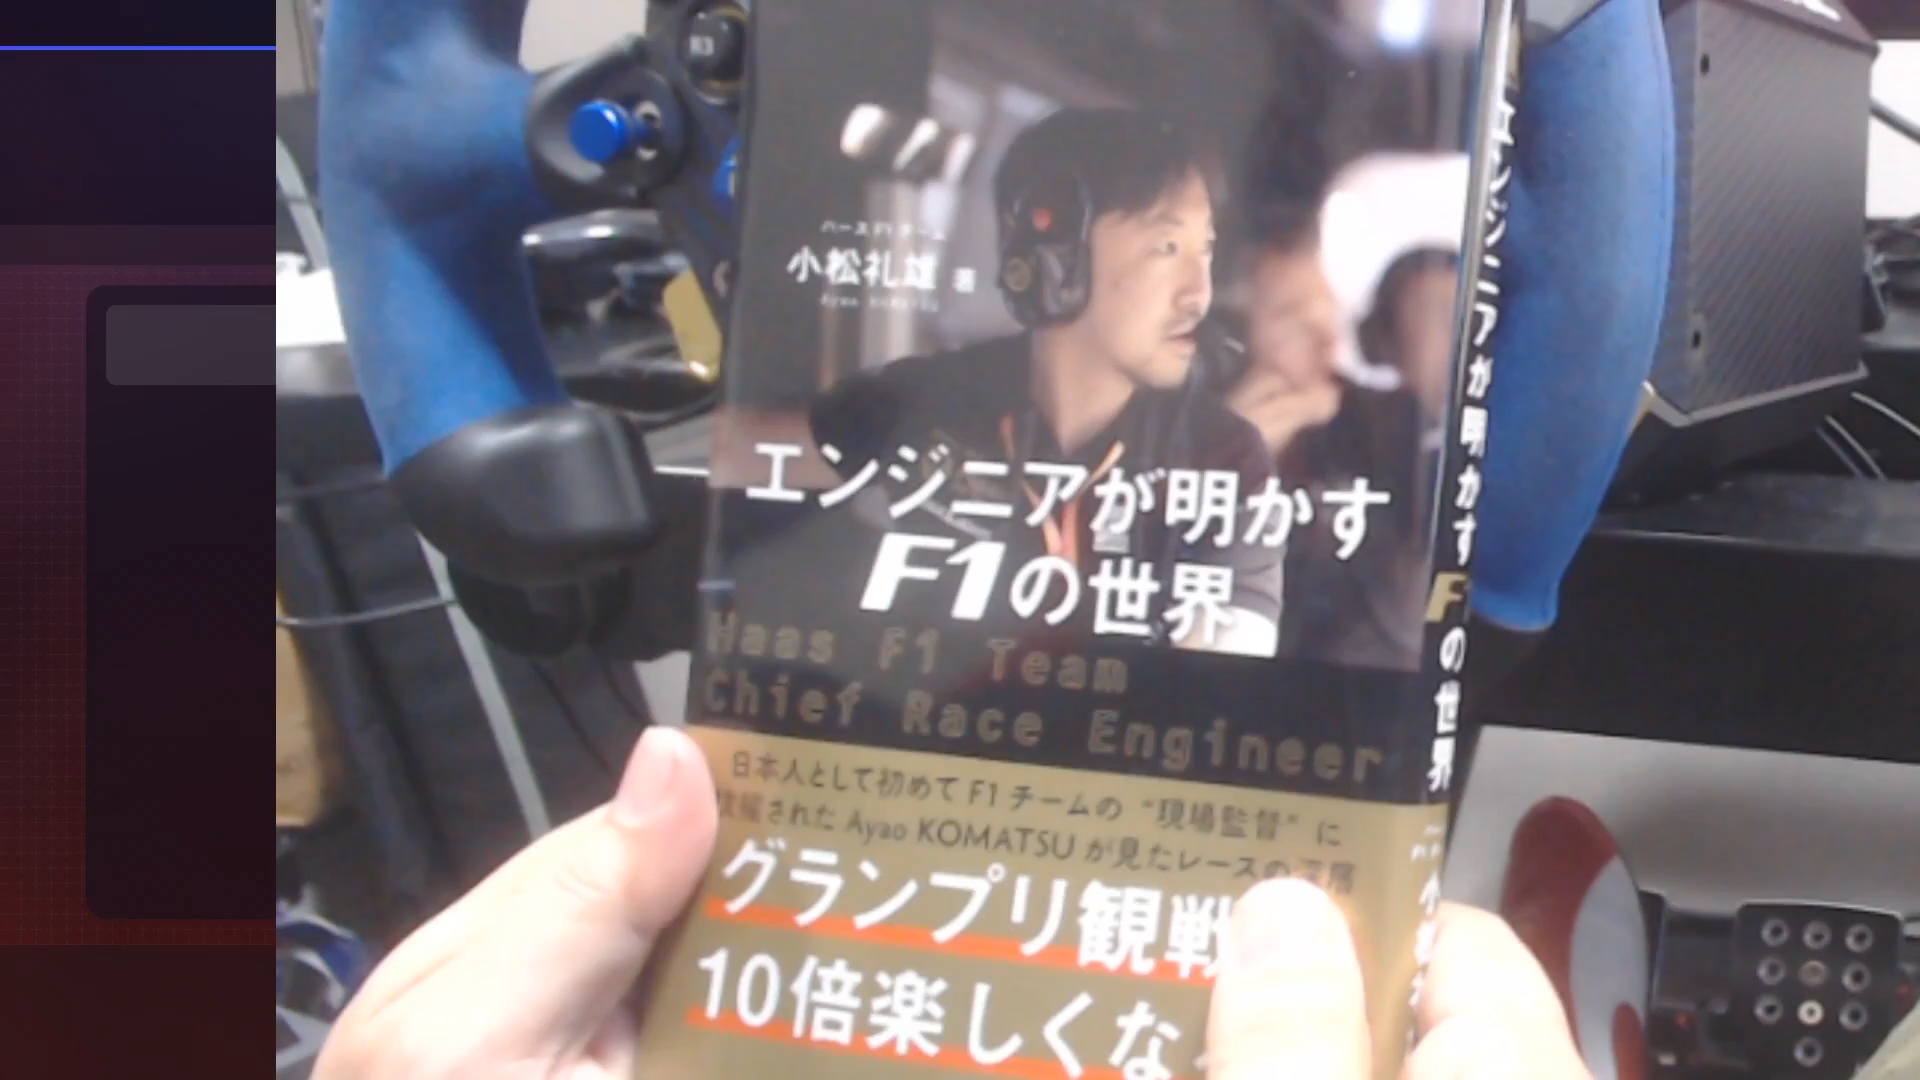 B3
ハースF1チーム
小松礼雄 著
Ayao KOMATSU
エンジニアが明かす
F1の世界
Haas F1 Team
Chief Race Engineer
日本人として初めてF1チームの“現場監督”に
されたAyao KOMATSUが見たレースの深層
グランプリ観戦
10倍楽しくな
エンジニアが明かすF1の世界